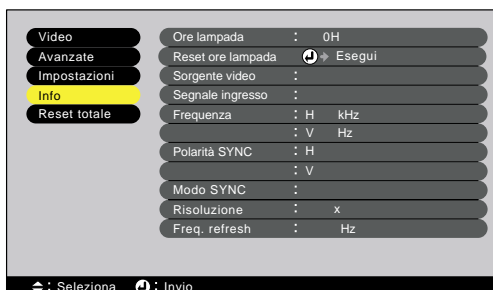 Video
Avanzate
Impostazioni
Info
Reset totale
Ore lampada : 0H
Reset ore lampada Esegui
Sorgente video :
Segnale ingresso :
Frequenza : H kHz
: V Hz
Polarità SYNC : H
: V
Modo SYNC :
Risoluzione : x
Freq. refresh : Hz
: Seleziona : Invio